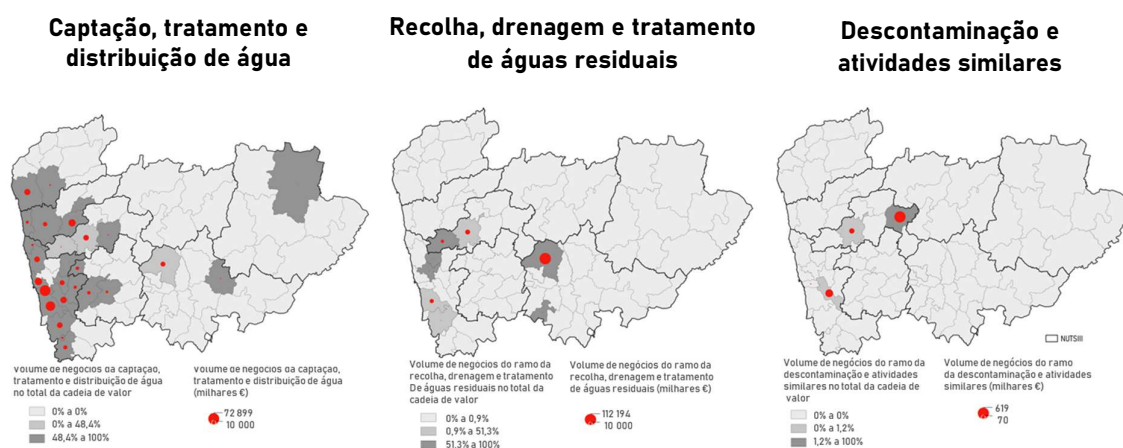 Captação, tratamento e
distribuição de água
Recolha, drenagem e tratamento
de águas residuais
Descontaminação e
atividades similares
Volume de negócios da captação,
tratamento e distribuição de água
no total da cadeia de valor
0% a 0%
0% a 48,4%
48,4% a 100%
Volume de negócios da captação,
tratamento e distribuição de água
(milhares €)
72 899
10 000
Volume de negócios do ramo da
recolha, drenagem e tratamento
De águas residuais no total da
cadeia de valor
0% a 0,9%
0,9% a 51,3%
51,3% a 100%
Volume de negócios do ramo da
recolha, drenagem e tratamento
de águas residuais (milhares €)
112 194
10 000
NUTSIII
Volume de negócios do ramo da
descontaminação e atividades
similares no total da cadeia de
valor
0% a 0%
0% a 1,2%
1,2% a 100%
Volume de negócios do ramo
da descontaminação e atividades
similares (milhares €)
619
70